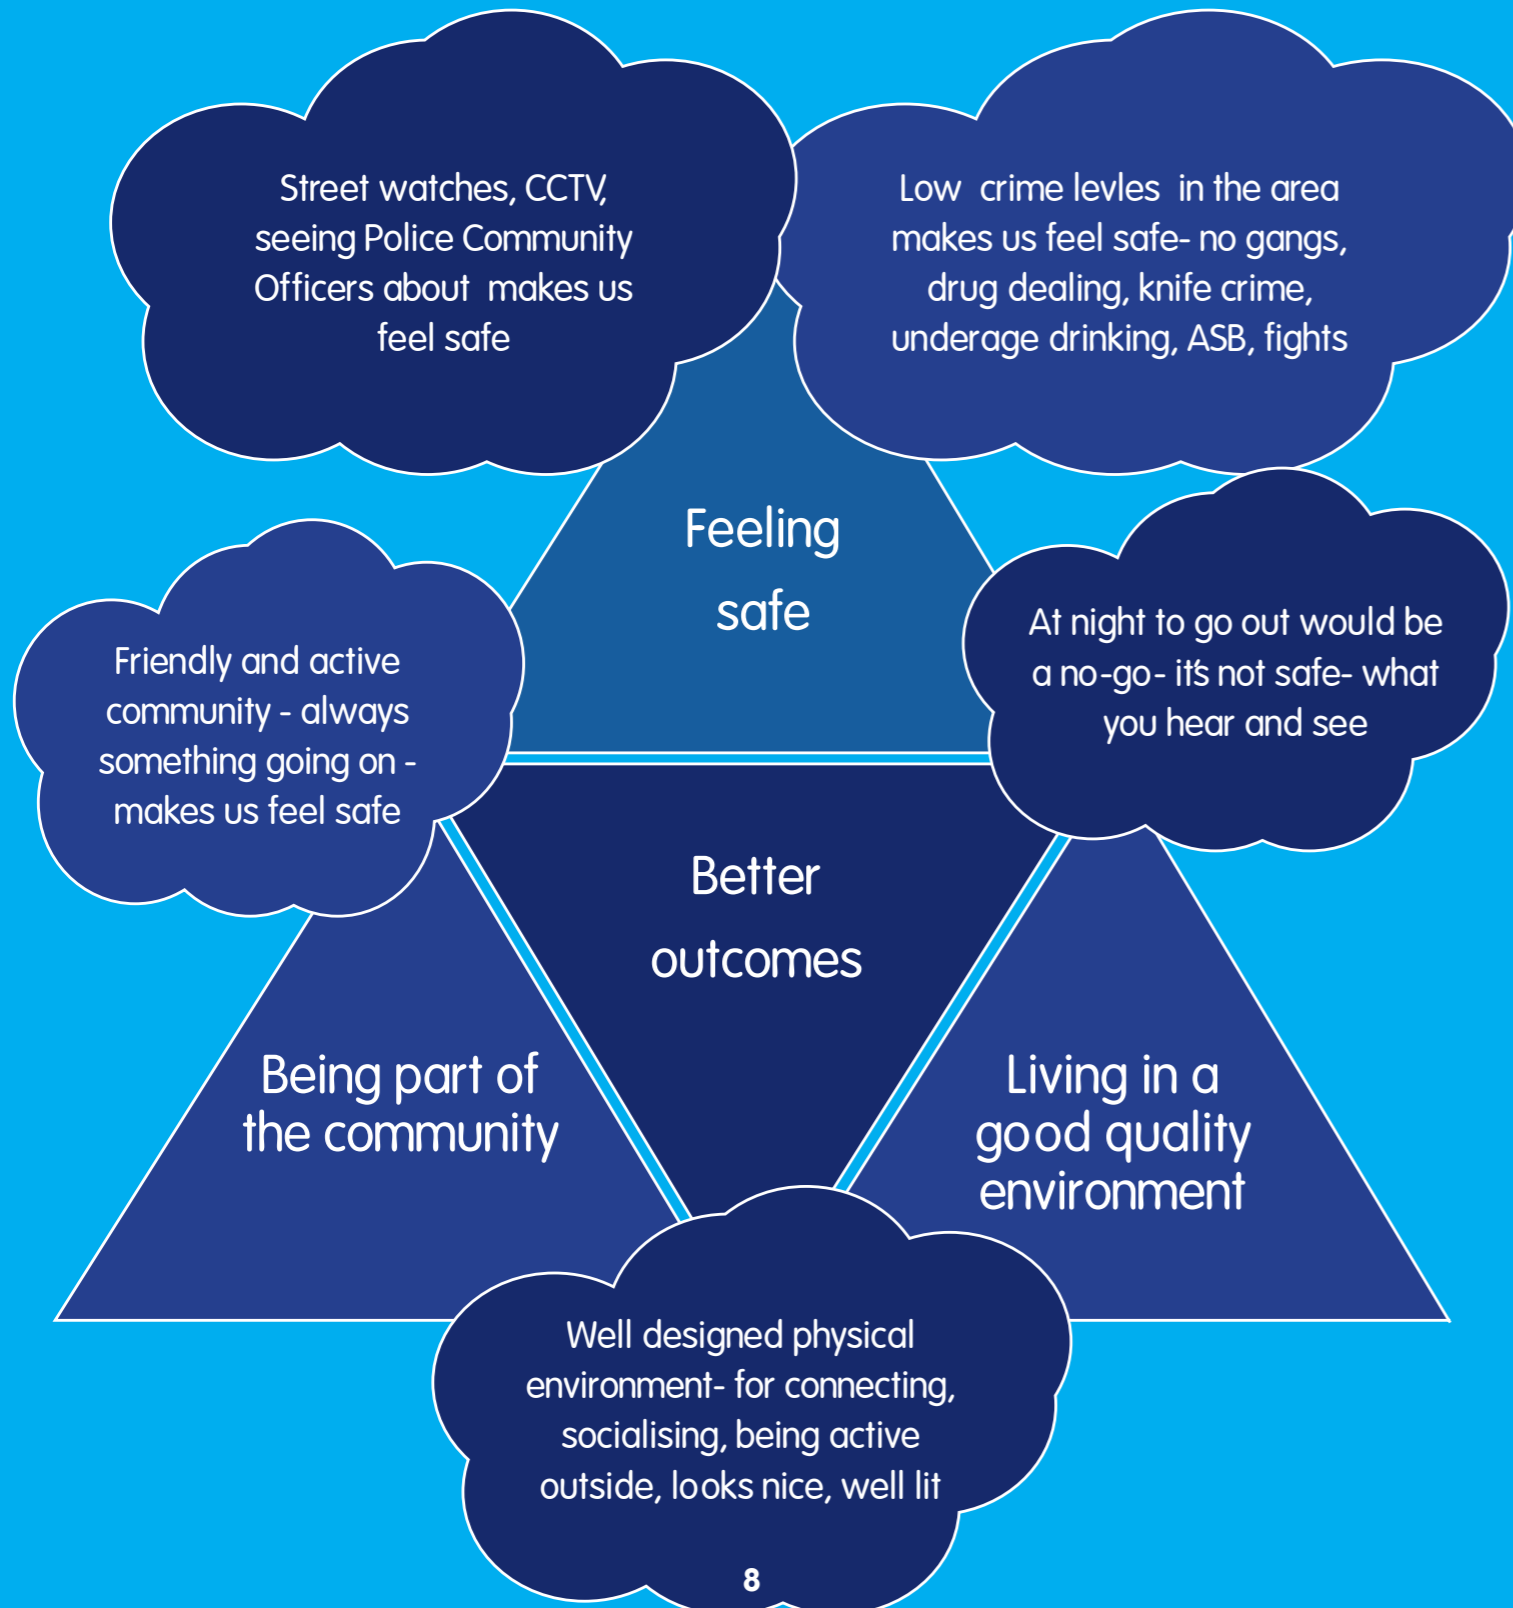 Street watches, CCTV,
seeing Police Community
Officers about makes us
feel safe
Low crime levles in the area
makes us feel safe- no gangs,
drug dealing, knife crime,
underage drinking, ASB, fights
Feeling
safe
Friendly and active
community - always
something going on -
makes us feel safe
At night to go out would be
a no-go- it's not safe- what
you hear and see
Better
outcomes
Being part of
the community
Living in a
good quality
environment
Well designed physical
environment- for connecting,
socialising, being active
outside, looks nice, well lit
8